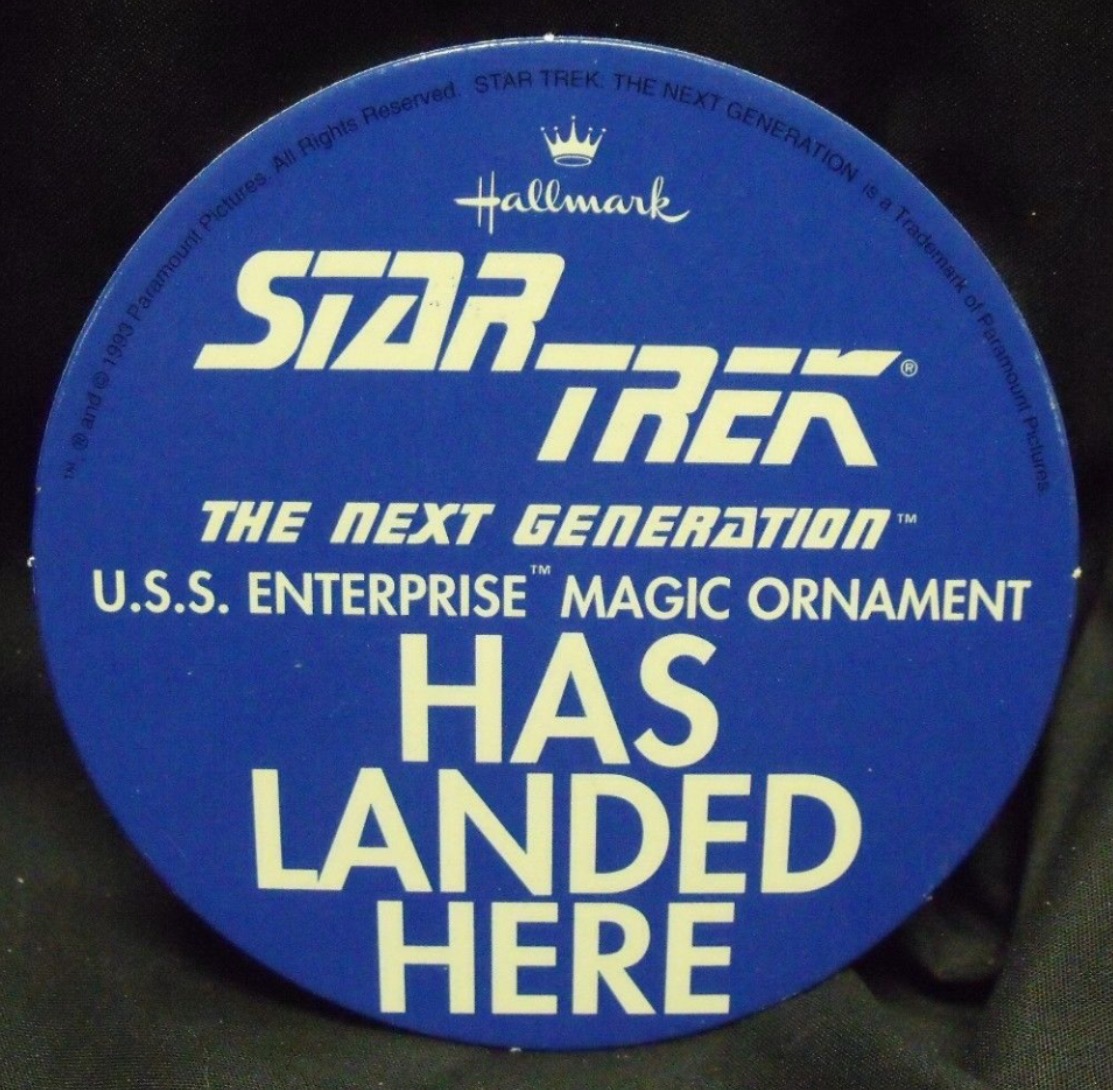 ™, ® and © 1993 Paramount Pictures. All Rights Reserved. STAR TREK: THE NEXT GENERATION is a Trademark of Paramount Pictures.
Hallmark
STAR
TREK®
THE NEXT GENERATION™
U.S.S. ENTERPRISE™ MAGIC ORNAMENT
HAS
LANDED
HERE